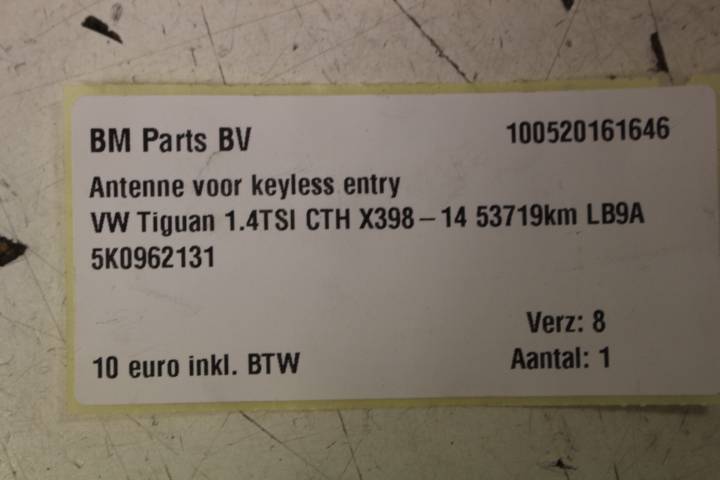 BM Parts BV 100520161646
Antenne voor keyless entry
VW Tiguan 1.4TSI CTH X398-14 53719km LB9A
5K0962131
Verz: 8
10 euro inkl. BTW Aantal: 1